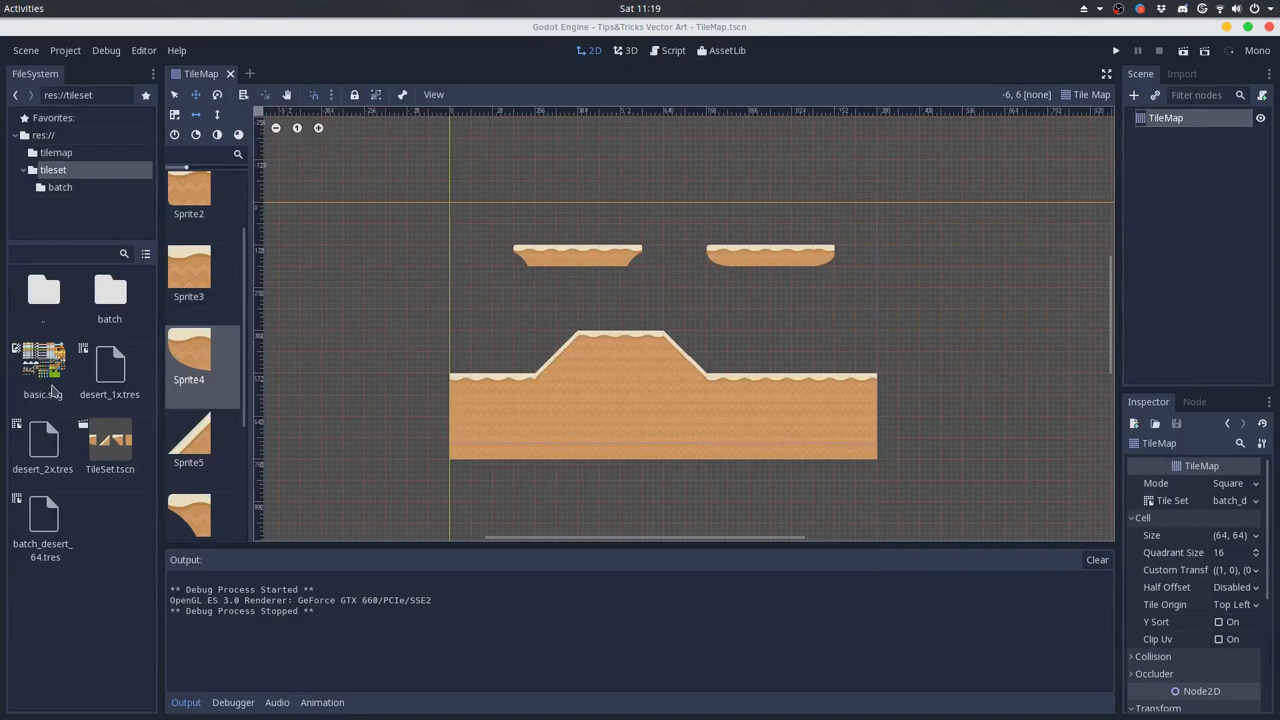 Activities
Sat 11:19
Godot Engine - Tips&Tricks Vector Art - TileMap.tscn
Scene Project Debug Editor Help
2D 3D Script AssetLib
Mono
FileSystem
TileMap
Scene Import
res://tileset
View
-6, 6 [none]
Tile Map
Filter nodes
Favorites:
res://
tilemap
tileset
batch
TileMap
Sprite2
Sprite3
Sprite4
Sprite5
..
batch
basic.svg
desert_1x.tres
desert_2x.tres
TileSet.tscn
batch_desert_
64.tres
Output:
Clear
** Debug Process Started **
OpenGL ES 3.0 Renderer: GeForce GTX 660/PCIe/SSE2
** Debug Process Stopped **
Output Debugger Audio Animation
Inspector Node
TileMap
TileMap
Mode Square
Tile Set batch_d
Cell
Size (64, 64)
Quadrant Size 16
Custom Transf ((1, 0), (0
Half Offset Disabled
Tile Origin Top Left
Y Sort On
Clip Uv On
Collision
Occluder
Node2D
Transform